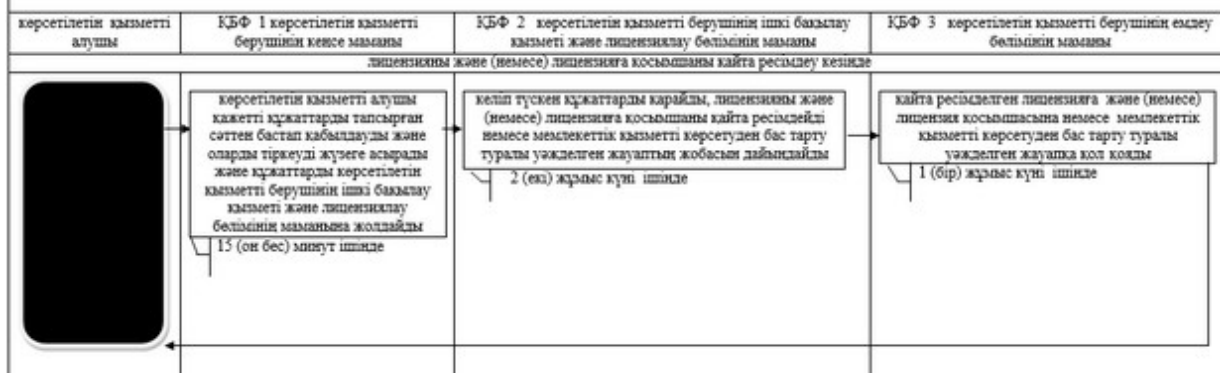 көрсетілетін қызметті
алушы
ҚБФ 1 көрсетілетін қызметті
берушінің кеңсе маманы
ҚБФ 2 көрсетілетін қызметті берушінің ішкі бақылау
қызметі және лицензиялау бөлімінің маманы
ҚБФ 3 көрсетілетін қызметті берушінің емдеу
бөлімінің маманы
лицензияны және (немесе) лицензияға қосымшаны қайта ресімдеу кезінде
көрсетілетін қызметті алушы
қажетті құжаттарды тапсырған
сәттен бастап қабылдауды және
оларды тіркеуді жүзеге асырады
және құжаттарды көрсетілетін
қызметті берушінің ішкі бақылау
қызметі және лицензиялау
бөлімінің маманына жолдайды
15 (он бес) минут ішінде
келіп түскен құжаттарды қарайды, лицензияны және
(немесе) лицензияға қосымшаны қайта ресімдейді
немесе мемлекеттік қызметті көрсетуден бас тарту
туралы уәжделген жауаптың жобасын дайындайды
2 (екі) жұмыс күні ішінде
қайта ресімделген лицензияға және (немесе)
лицензия қосымшасына немесе мемлекеттік
қызметті көрсетуден бас тарту туралы
уәжделген жауапқа қол қояды
1 (бір) жұмыс күні ішінде